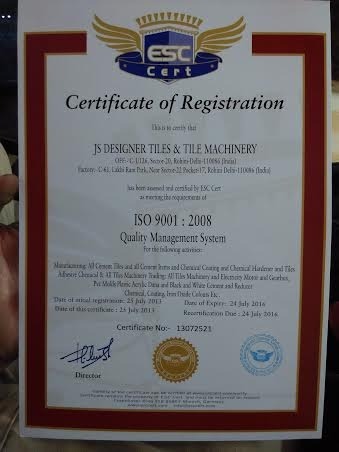 ESC
Cert
Certificate of Registration
This is to certify that
JS DESIGNER TILES & TILE MACHINERY
OFF:-C-1/126, Sector-20, Rohini-Delhi-110086 (India)
Factory:-C-61, Lakhi Ram Park, Near Sector-22 Pocket-17, Rohini Delhi-110086 (India)
has been assessed and certified by ESC Cert
as meeting the requirements of
ISO 9001 : 2008
Quality Management System
For the following activities:
Manufacturing: All Cement Tiles and all Cement Items and Chemical Coating and Chemical Hardener and Tiles
Adhesive Chemical & All Tiles Machinery Trading: All Tiles Machinery and Electricity Motor and Gearbox,
Pvc Molds Plastic Acrylic Dana and Black and White Cement and Reducer
Chemical, Coating, Iron Oxide Colours Etc.
Date of initial registration: 25 July 2013 Date of Expiry: 24 July 2016
Date of this certificate : 25 July 2013 Recertification Due :24 July 2016
Certificate No:- 13072521
Director